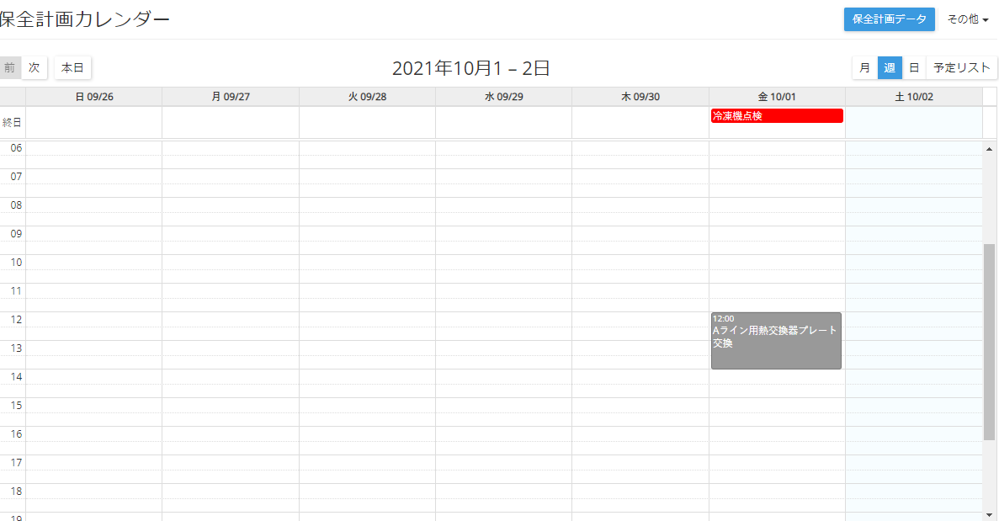 保全計画カレンダー
保全計画データ
その他
前
次
本日
2021年10月1 – 2日
月
週
日
予定リスト
日 09/26
月 09/27
火 09/28
水 09/29
木 09/30
金 10/01
土 10/02
終日
冷凍機点検
06
07
08
09
10
11
12
12:00
Aライン用熱交換器プレート
交換
13
14
15
16
17
18
19